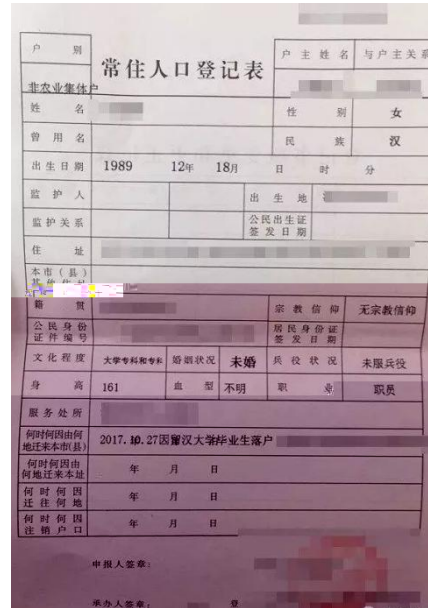 户 别
常住人口登记表
户主姓名
与户主关系
非农业集体户
姓 名
性 别 女
曾用名
民 族 汉
出生日期 1989 12年 18月 日 时 分
监护人
出生地
监护关系
公民出生证
签发日期
住 址
本市（县）
籍 贯
宗教信仰 无宗教信仰
公民身份
证件编号
居民身份证
签发日期
文化程度 大学专科和专科 婚姻状况 未婚 兵役状况 未服兵役
身 高 161 血 型 不明 职 业 职员
服务处所
何时何因由何
地迁来本市(县)
2017.10.27因 汉大学毕业生落户
何时何因由
何地迁来本址
年 月 日
何时何因
迁往何地
年 月 日
何时何因
注销户口
年 月 日
申报人签章：
承办人签章： 登